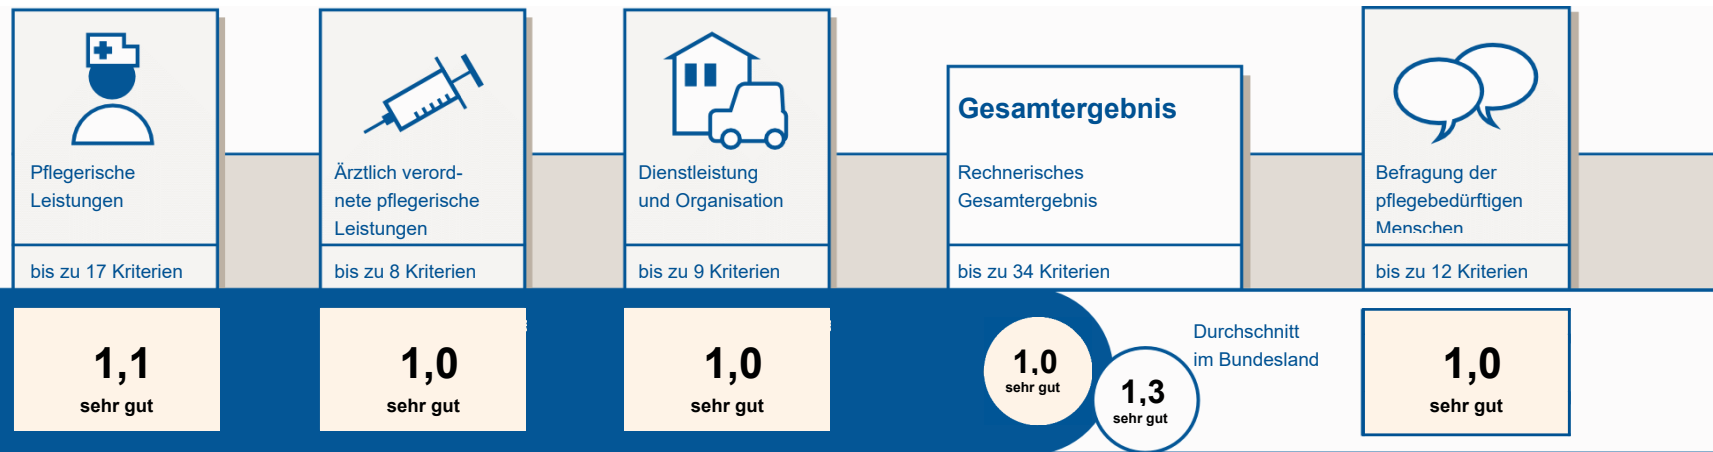 Pflegerische
Leistungen
bis zu 17 Kriterien
1,1
sehr gut
Ärztlich verord-
nete pflegerische
Leistungen
bis zu 8 Kriterien
1,0
sehr gut
Dienstleistung
und Organisation
bis zu 9 Kriterien
1,0
sehr gut
Gesamtergebnis
Rechnerisches
Gesamtergebnis
bis zu 34 Kriterien
1,0
sehr gut
1,3
sehr gut
Durchschnitt
im Bundesland
Befragung der
pflegebedürftigen
Menschen
bis zu 12 Kriterien
1,0
sehr gut